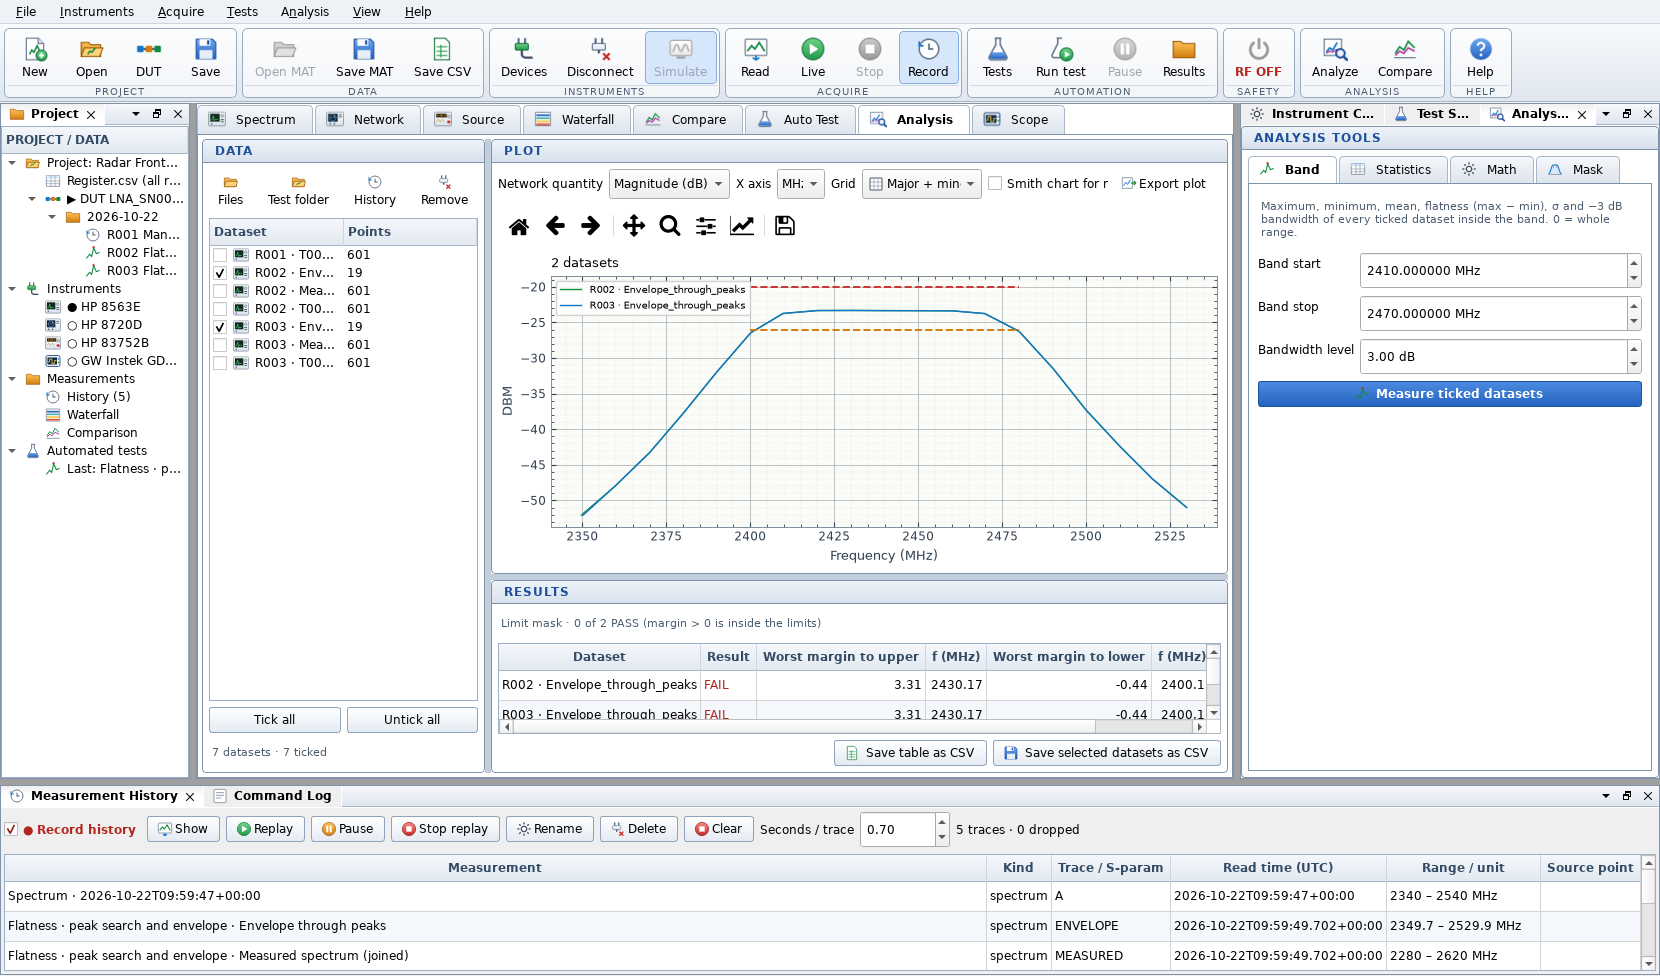 File Instruments Acquire Tests Analysis View Help
New Open DUT Save
PROJECT
Open MAT Save MAT Save CSV
DATA
Devices Disconnect Simulate
INSTRUMENTS
Read Live Stop Record
ACQUIRE
Tests Run test Pause Results
AUTOMATION
RF OFF
SAFETY
Analyze Compare
ANALYSIS
Help
HELP
Project
PROJECT / DATA
Project: Radar Front...
Register.csv (all r...
▶ DUT LNA_SN00...
2026-10-22
R001 Man...
R002 Flat...
R003 Flat...
Instruments
● HP 8563E
○ HP 8720D
○ HP 83752B
○ GW Instek GD...
Measurements
History (5)
Waterfall
Comparison
Automated tests
Last: Flatness · p...
Spectrum Network Source Waterfall Compare Auto Test Analysis Scope
DATA
Files Test folder History Remove
Dataset Points
R001 · T00... 601
R002 · Env... 19
R002 · Mea... 601
R002 · T00... 601
R003 · Env... 19
R003 · Mea... 601
R003 · T00... 601
Tick all Untick all
7 datasets · 7 ticked
PLOT
Network quantity Magnitude (dB) X axis MHz Grid Major + min Smith chart for r Export plot
2 datasets
R002 · Envelope_through_peaks
R003 · Envelope_through_peaks
−20
−25
−30
−35
−40
−45
−50
DBM
2350 2375 2400 2425 2450 2475 2500 2525
Frequency (MHz)
RESULTS
Limit mask · 0 of 2 PASS (margin > 0 is inside the limits)
Dataset Result Worst margin to upper f (MHz) Worst margin to lower f (MHz)
R002 · Envelope_through_peaks FAIL 3.31 2430.17 -0.44 2400.1
R003 · Envelope_through_peaks FAIL 3.31 2430.17 -0.44 2400.1
Save table as CSV Save selected datasets as CSV
Instrument C... Test S... Analys...
ANALYSIS TOOLS
Band Statistics Math Mask
Maximum, minimum, mean, flatness (max − min), σ and −3 dB
bandwidth of every ticked dataset inside the band. 0 = whole
range.
Band start 2410.000000 MHz
Band stop 2470.000000 MHz
Bandwidth level 3.00 dB
Measure ticked datasets
Measurement History Command Log
● Record history Show Replay Pause Stop replay Rename Delete Clear Seconds / trace 0.70 5 traces · 0 dropped
Measurement Kind Trace / S-param Read time (UTC) Range / unit Source point
Spectrum · 2026-10-22T09:59:47+00:00 spectrum A 2026-10-22T09:59:47+00:00 2340 – 2540 MHz
Flatness · peak search and envelope · Envelope through peaks spectrum ENVELOPE 2026-10-22T09:59:49.702+00:00 2349.7 – 2529.9 MHz
Flatness · peak search and envelope · Measured spectrum (joined) spectrum MEASURED 2026-10-22T09:59:49.702+00:00 2280 – 2620 MHz